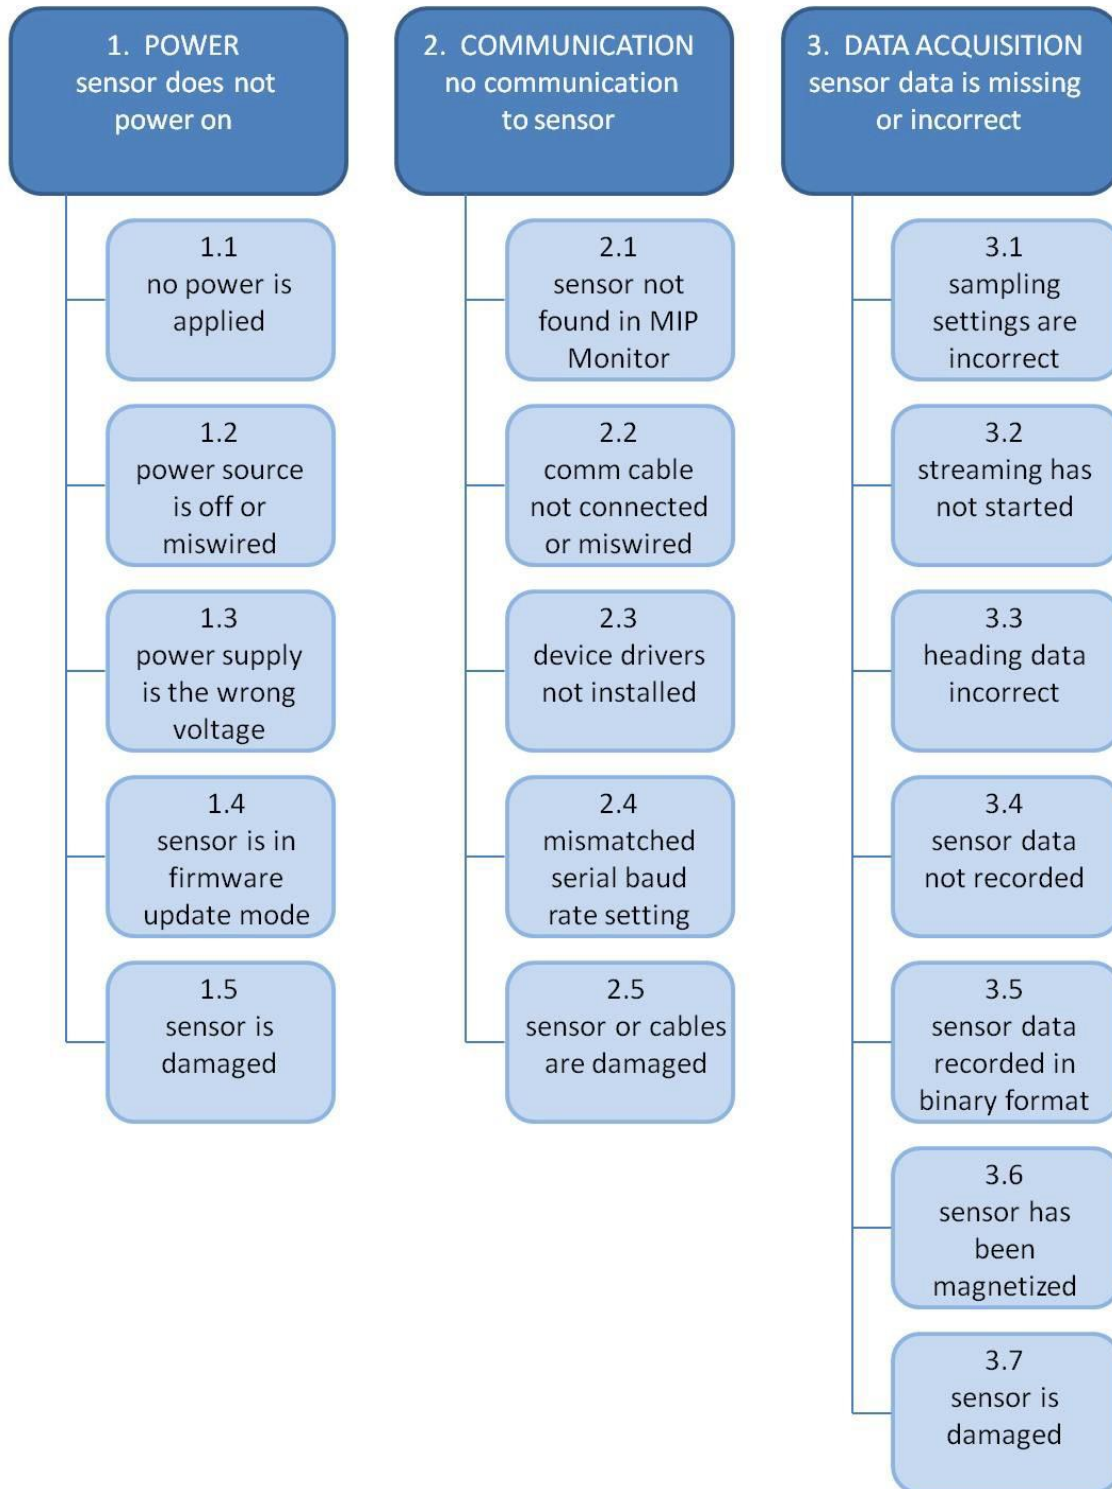 1. POWER
sensor does not
power on
1.1
no power is
applied
1.2
power source
is off or
miswired
1.3
power supply
is the wrong
voltage
1.4
sensor is in
firmware
update mode
1.5
sensor is
damaged
2. COMMUNICATION
no communication
to sensor
2.1
sensor not
found in MIP
Monitor
2.2
comm cable
not connected
or miswired
2.3
device drivers
not installed
2.4
mismatched
serial baud
rate setting
2.5
sensor or cables
are damaged
3. DATA ACQUISITION
sensor data is missing
or incorrect
3.1
sampling
settings are
incorrect
3.2
streaming has
not started
3.3
heading data
incorrect
3.4
sensor data
not recorded
3.5
sensor data
recorded in
binary format
3.6
sensor has
been
magnetized
3.7
sensor is
damaged